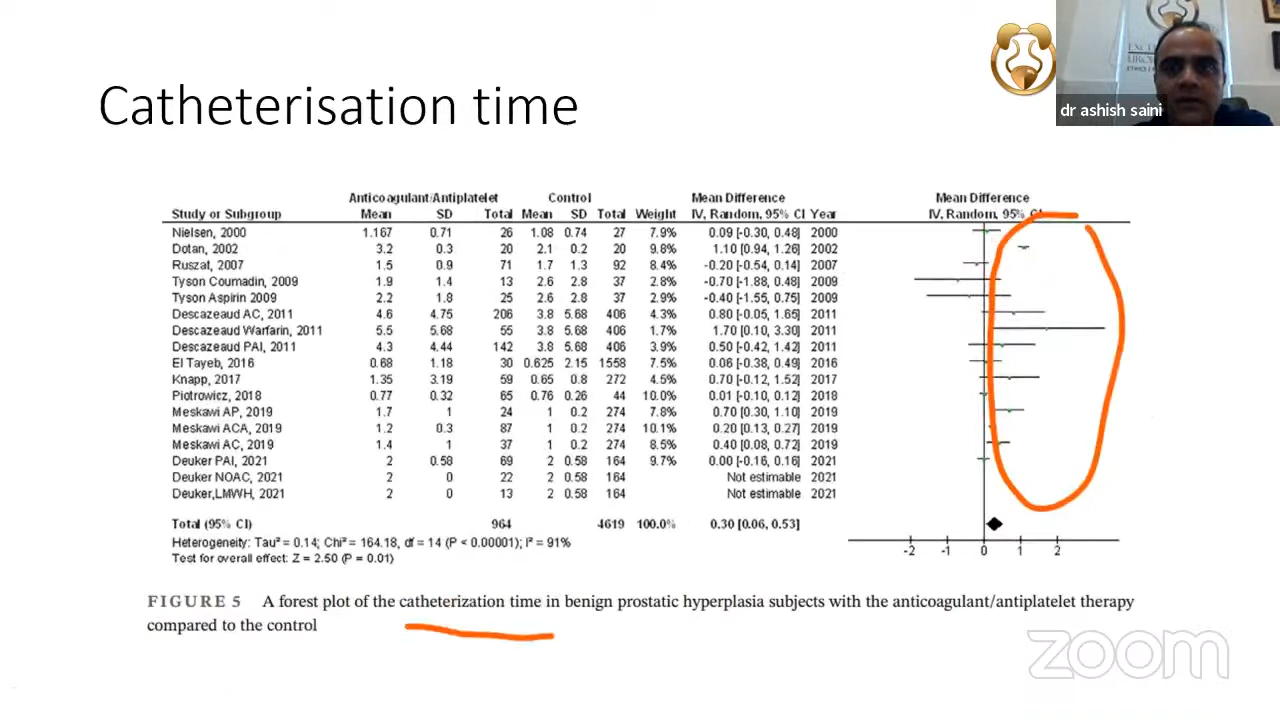 Catheterisation time
dr ashish saini
Anticoagulant/Antiplatelet Control Mean Difference Mean Difference
Study or Subgroup Mean SD Total Mean SD Total Weight IV, Random, 95% CI Year IV, Random, 95% CI
Nielsen, 2000 1.167 0.71 26 1.08 0.74 27 7.9% 0.09 [-0.30, 0.48] 2000
Dotan, 2002 3.2 0.3 20 2.1 0.2 20 9.8% 1.10 [0.94, 1.26] 2002
Ruszat, 2007 1.5 0.9 71 1.7 1.3 92 8.4% -0.20 [-0.54, 0.14] 2007
Tyson Coumadin, 2009 1.9 1.4 13 2.6 2.8 37 2.8% -0.70 [-1.88, 0.48] 2009
Tyson Aspirin 2009 2.2 1.8 25 2.6 2.8 37 2.9% -0.40 [-1.55, 0.75] 2009
Descazeaud AC, 2011 4.6 4.75 206 3.8 5.68 406 4.3% 0.80 [-0.05, 1.65] 2011
Descazeaud Warfarin, 2011 5.5 5.68 55 3.8 5.68 406 1.7% 1.70 [0.10, 3.30] 2011
Descazeaud PAI, 2011 4.3 4.44 142 3.8 5.68 406 3.9% 0.50 [-0.42, 1.42] 2011
El Tayeb, 2016 0.68 1.18 30 0.625 2.15 1558 8.0% 0.06 [-0.38, 0.49] 2016
Knapp, 2017 1.35 3.19 59 0.65 0.8 272 4.5% 0.70 [-0.12, 1.52] 2017
Piotrowicz, 2018 0.77 0.32 65 0.76 0.26 44 10.0% 0.01 [-0.10, 0.12] 2018
Meskawi AP, 2019 1.7 1 24 1 0.2 274 7.8% 0.70 [0.30, 1.10] 2019
Meskawi ACA, 2019 1.2 0.3 87 1 0.2 274 10.1% 0.20 [0.13, 0.27] 2019
Meskawi AC, 2019 1.4 1 37 1 0.2 274 8.5% 0.40 [0.08, 0.72] 2019
Deuker PAI, 2021 2 0.58 69 2 0.58 164 9.7% 0.00 [-0.16, 0.16] 2021
Deuker NOAC, 2021 2 0 22 2 0.58 164 Not estimable 2021
Deuker,LMWH, 2021 2 0 13 2 0.58 164 Not estimable 2021
Total (95% CI) 964 4619 100.0% 0.30 [0.06, 0.53]
Heterogeneity: Tau² = 0.14; Chi² = 164.18, df = 14 (P < 0.00001); I² = 91%
Test for overall effect: Z = 2.50 (P = 0.01)
-2 -1 0 1 2
FIGURE 5 A forest plot of the catheterization time in benign prostatic hyperplasia subjects with the anticoagulant/antiplatelet therapy
compared to the control
zoom